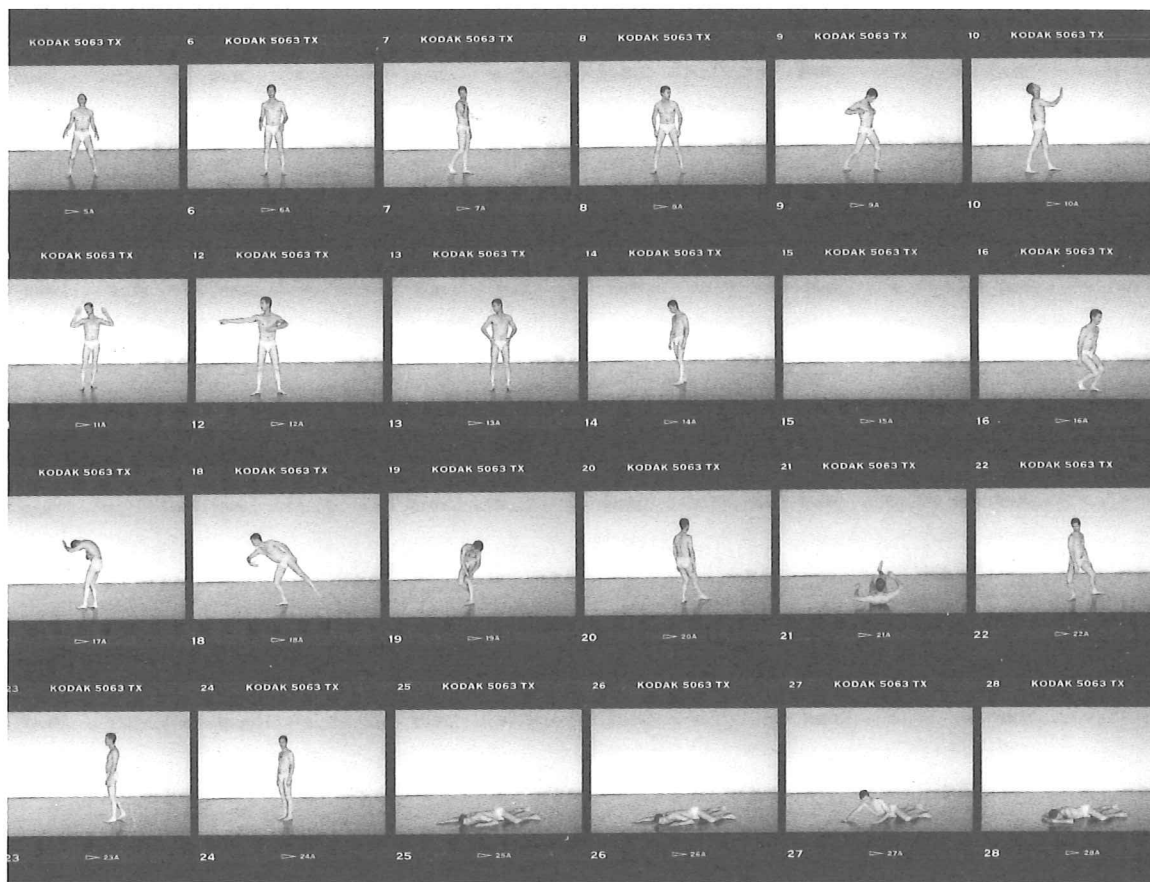 KODAK 5063 TX 6 KODAK 5063 TX 7 KODAK 5063 TX 8 KODAK 5063 TX 9 KODAK 5063 TX 10 KODAK 5063 TX
5A 6 6A 7 7A 8 8A 9 9A 10 10A
KODAK 5063 TX 12 KODAK 5063 TX 13 KODAK 5063 TX 14 KODAK 5063 TX 15 KODAK 5063 TX 16 KODAK 5063 TX
11A 12 12A 13 13A 14 14A 15 15A 16 16A
KODAK 5063 TX 18 KODAK 5063 TX 19 KODAK 5063 TX 20 KODAK 5063 TX 21 KODAK 5063 TX 22 KODAK 5063 TX
17A 18 18A 19 19A 20 20A 21 21A 22 22A
23 KODAK 5063 TX 24 KODAK 5063 TX 25 KODAK 5063 TX 26 KODAK 5063 TX 27 KODAK 5063 TX 28 KODAK 5063 TX
23 23A 24 24A 25 25A 26 26A 27 27A 28 28A